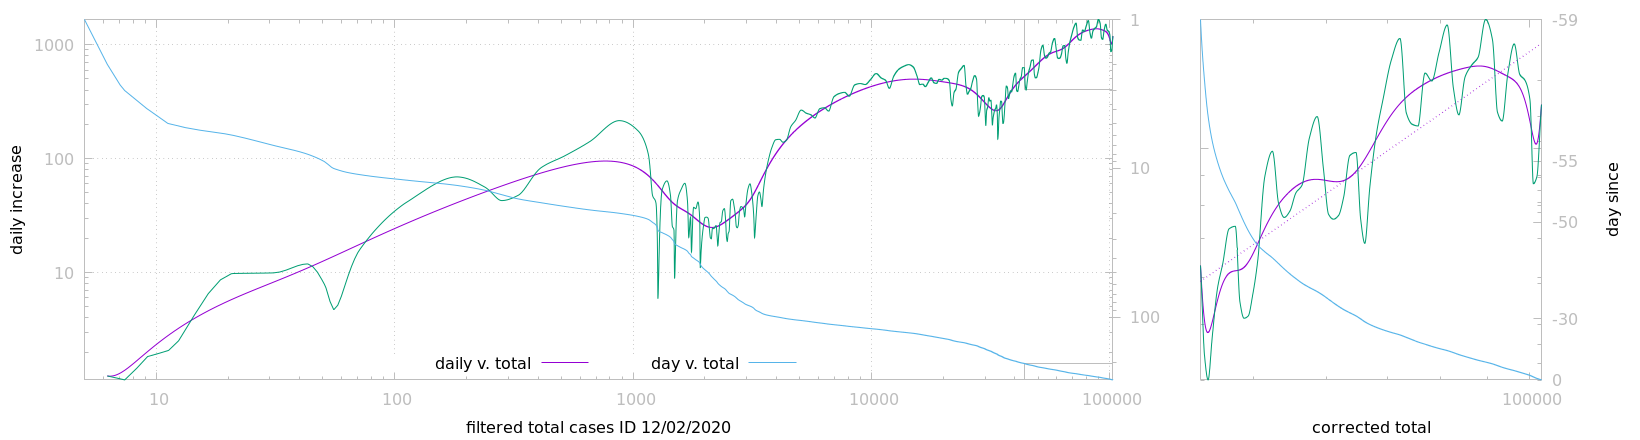 1000
100
10
daily increase
1
10
100
daily v. total
day v. total
10
100
1000
10000
100000
filtered total cases ID 12/02/2020
-59
-55
-50
-30
0
day since
100000
corrected total